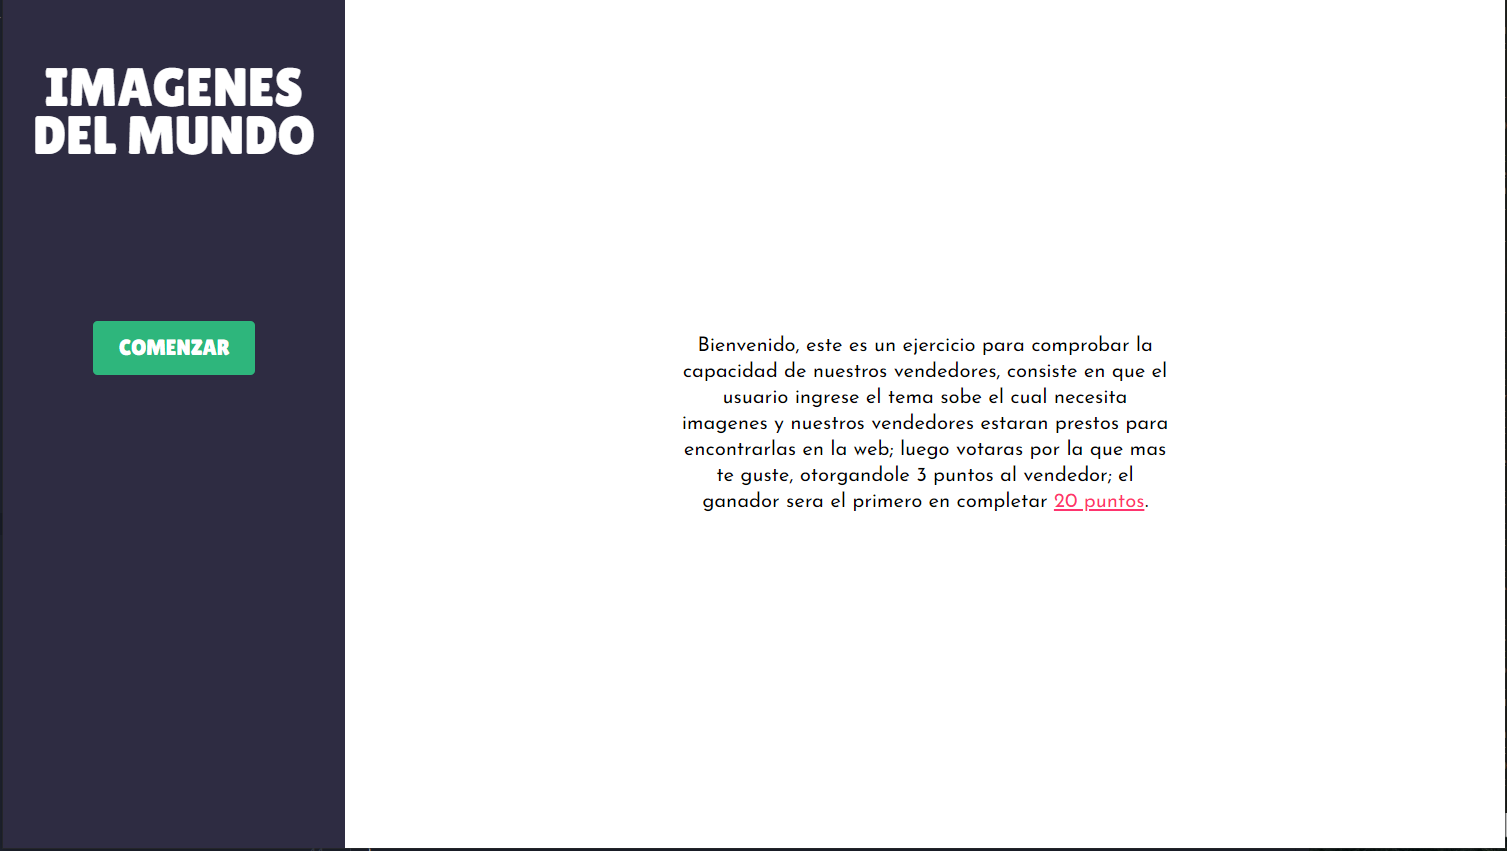 IMAGENES
DEL MUNDO
COMENZAR
Bienvenido, este es un ejercicio para comprobar la
capacidad de nuestros vendedores, consiste en que el
usuario ingrese el tema sobe el cual necesita
imagenes y nuestros vendedores estaran prestos para
encontrarlas en la web; luego votaras por la que mas
te guste, otorgandole 3 puntos al vendedor; el
ganador sera el primero en completar 20 puntos.